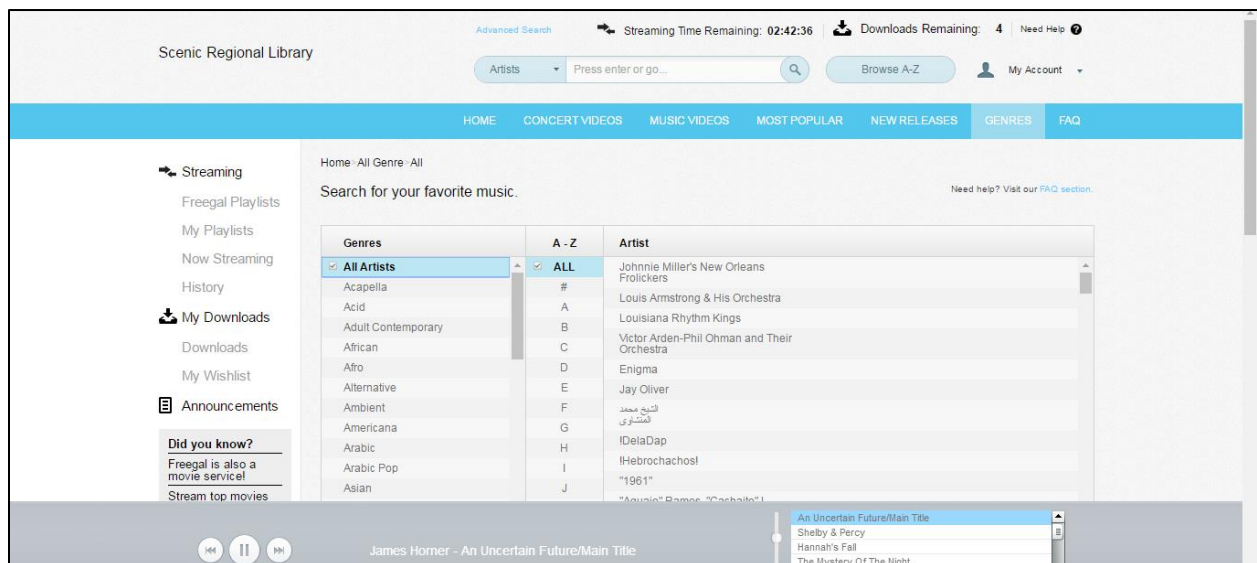 Advanced Search
Streaming Time Remaining: 02:42:36
Downloads Remaining: 4
Need Help
Scenic Regional Library
Artists
Press enter or go...
Browse A-Z
My Account
HOME CONCERT VIDEOS MUSIC VIDEOS MOST POPULAR NEW RELEASES GENRES FAQ
Streaming
Freegal Playlists
My Playlists
Now Streaming
History
My Downloads
Downloads
My Wishlist
Announcements
Did you know?
Freegal is also a
movie service!
Stream top movies
Home>All Genre>All
Search for your favorite music.
Need help? Visit our FAQ section.
Genres
All Artists
Acapella
Acid
Adult Contemporary
African
Afro
Alternative
Ambient
Americana
Arabic
Arabic Pop
Asian
A - Z
ALL
#
A
B
C
D
E
F
G
H
I
J
Artist
Johnnie Miller's New Orleans
Frolickers
Louis Armstrong & His Orchestra
Louisiana Rhythm Kings
Victor Arden-Phil Ohman and Their
Orchestra
Enigma
Jay Oliver
الشيخ محمد
المنشاوى
!DelaDap
!Hebrochachos!
"1961"
"Aguaje" Ramos, "Cachaito" L
James Horner - An Uncertain Future/Main Title
An Uncertain Future/Main Title
Shelby & Percy
Hannah's Fall
The Mystery Of The Night